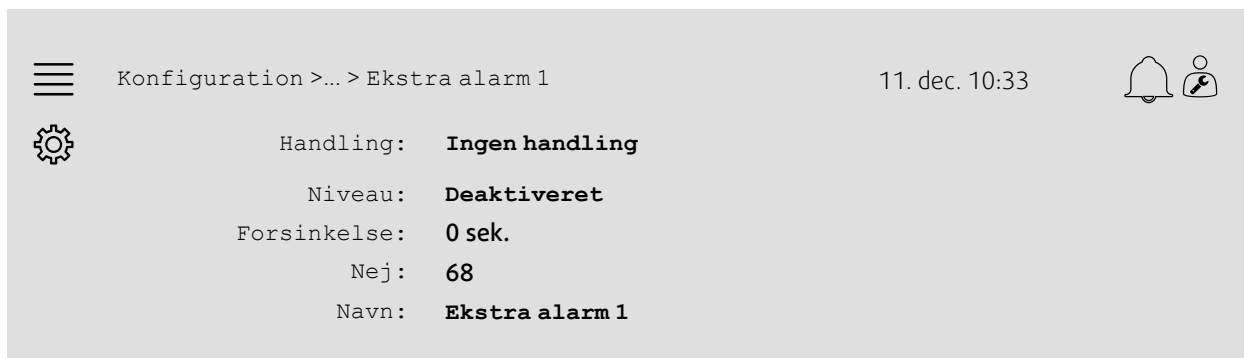 Konfiguration >... > Ekstra alarm 1 11. dec. 10:33
Handling: Ingen handling
Niveau: Deaktiveret
Forsinkelse: 0 sek.
Nej: 68
Navn: Ekstra alarm 1